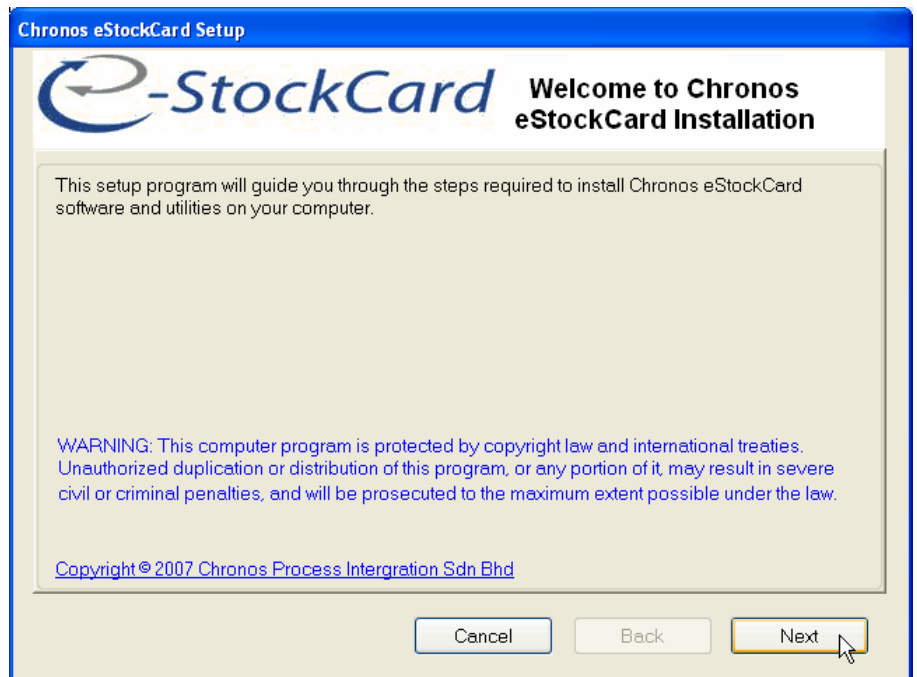 Chronos eStockCard Setup
e-StockCard
Welcome to Chronos
eStockCard Installation
This setup program will guide you through the steps required to install Chronos eStockCard
software and utilities on your computer.
WARNING: This computer program is protected by copyright law and international treaties.
Unauthorized duplication or distribution of this program, or any portion of it, may result in severe
civil or criminal penalties, and will be prosecuted to the maximum extent possible under the law.
Copyright © 2007 Chronos Process Intergration Sdn Bhd
Cancel
Back
Next